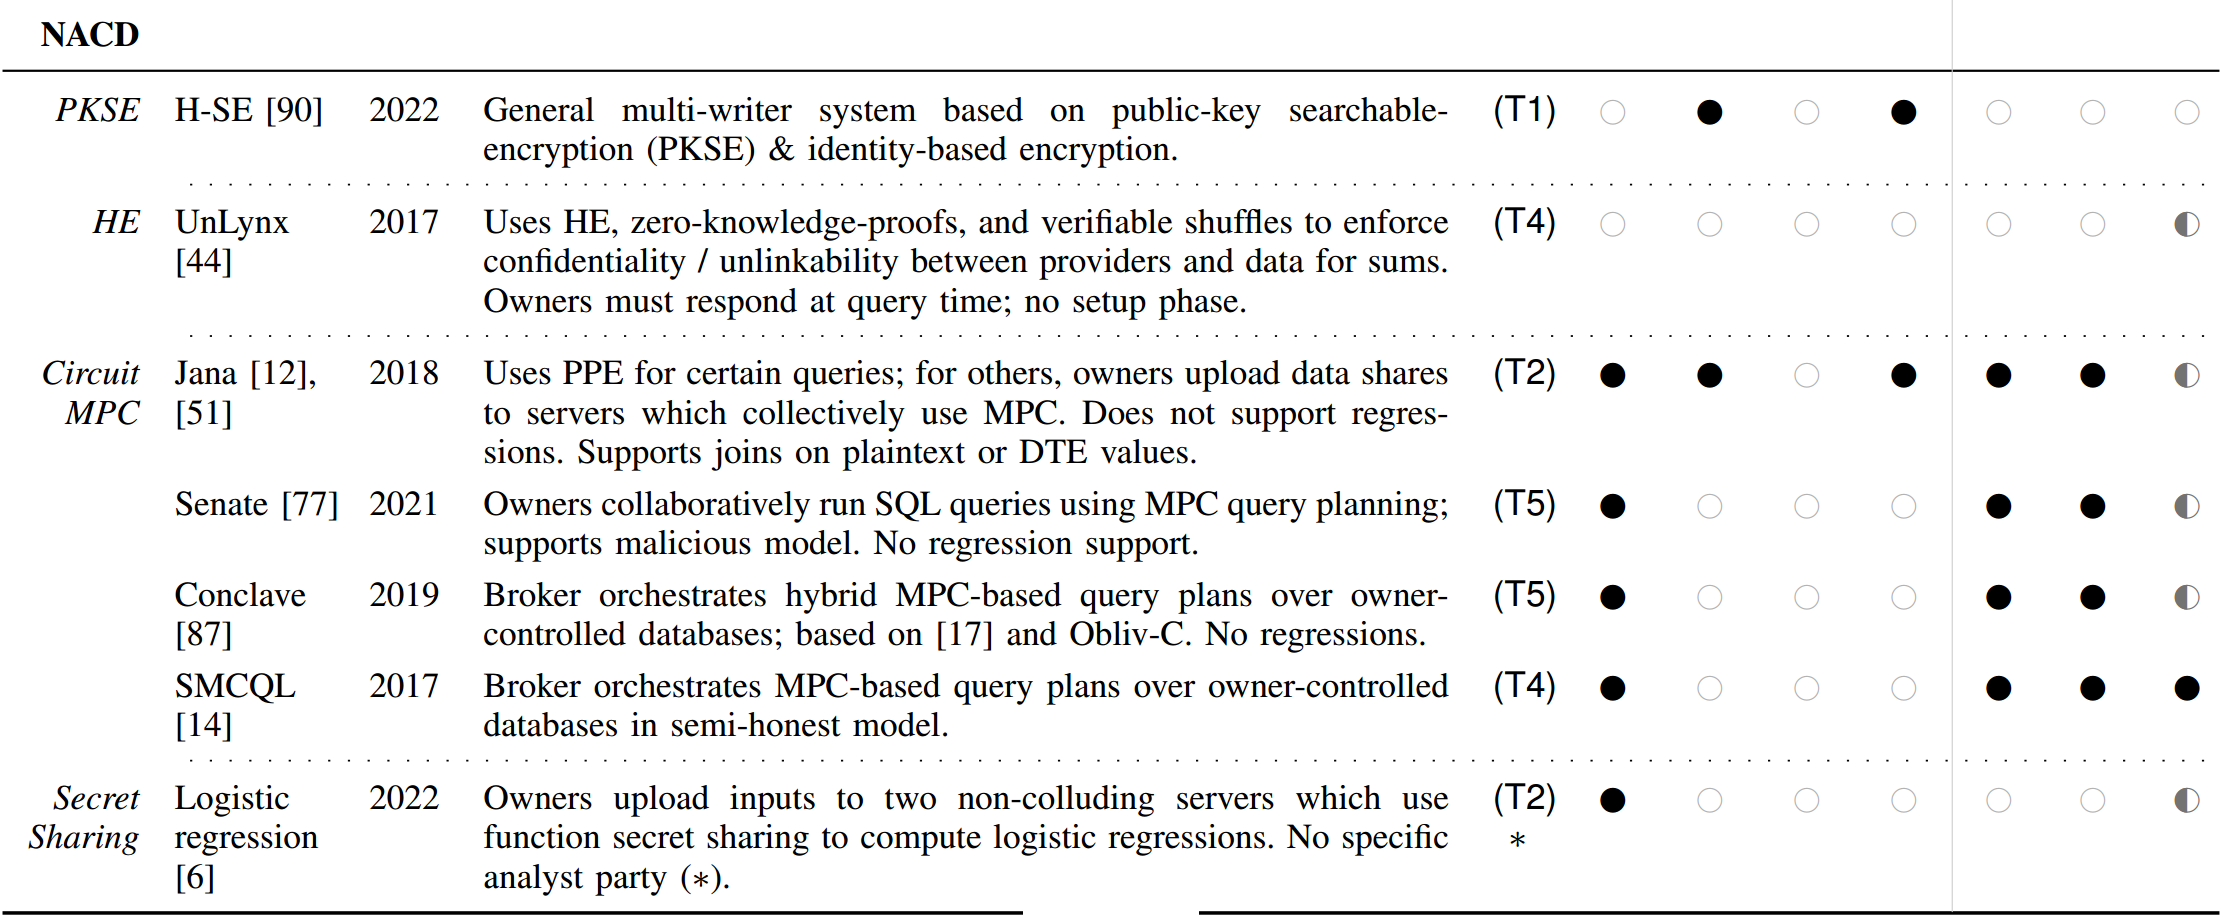 NACD
PKSE H-SE [90] 2022 General multi-writer system based on public-key searchable- (T1) ○ ● ○ ● ○ ○ ○
encryption (PKSE) & identity-based encryption.
HE UnLynx 2017 Uses HE, zero-knowledge-proofs, and verifiable shuffles to enforce (T4) ○ ○ ○ ○ ○ ○ ◐
[44] confidentiality / unlinkability between providers and data for sums.
Owners must respond at query time; no setup phase.
Circuit Jana [12], 2018 Uses PPE for certain queries; for others, owners upload data shares (T2) ● ● ○ ● ● ● ◐
MPC [51] to servers which collectively use MPC. Does not support regres-
sions. Supports joins on plaintext or DTE values.
Senate [77] 2021 Owners collaboratively run SQL queries using MPC query planning; (T5) ● ○ ○ ○ ● ● ◐
supports malicious model. No regression support.
Conclave 2019 Broker orchestrates hybrid MPC-based query plans over owner- (T5) ● ○ ○ ○ ● ● ◐
[87] controlled databases; based on [17] and Obliv-C. No regressions.
SMCQL 2017 Broker orchestrates MPC-based query plans over owner-controlled (T4) ● ○ ○ ○ ● ● ●
[14] databases in semi-honest model.
Secret Logistic 2022 Owners upload inputs to two non-colluding servers which use (T2) ● ○ ○ ○ ○ ○ ◐
Sharing regression function secret sharing to compute logistic regressions. No specific ∗
[6] analyst party (∗).